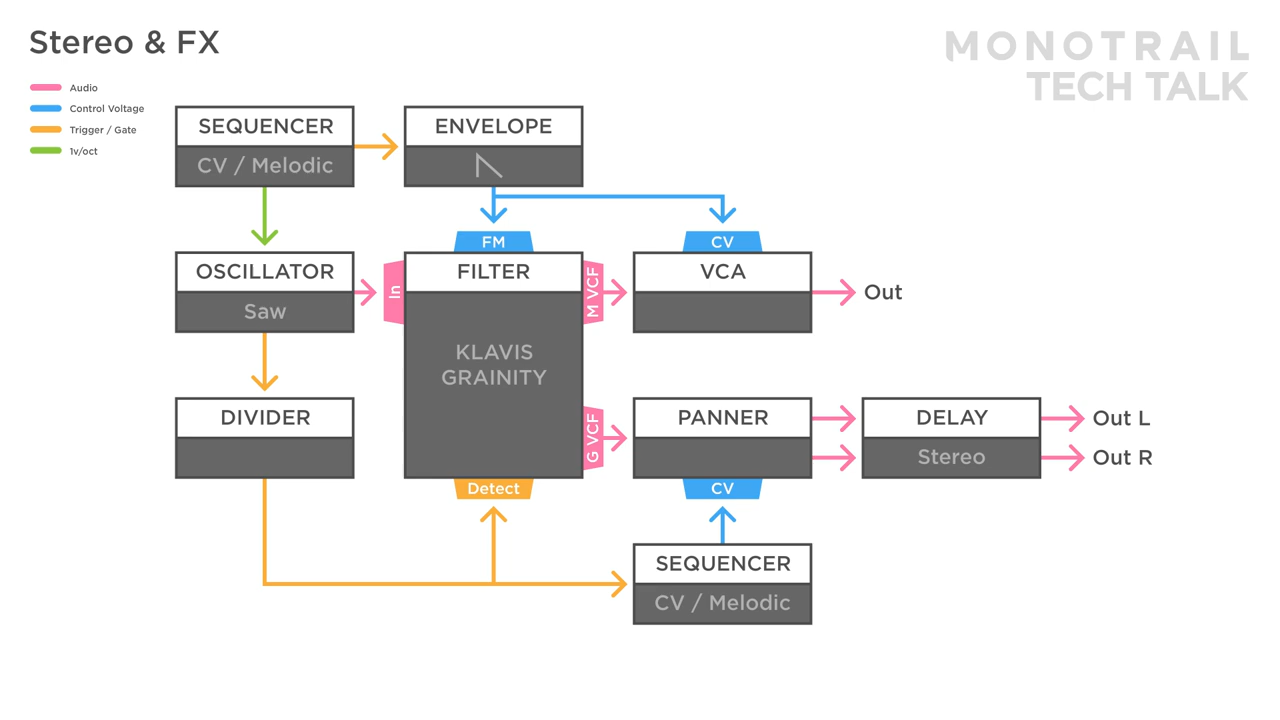 Stereo & FX
MONOTRAIL
TECH TALK
Audio
Control Voltage
Trigger / Gate
1v/oct
SEQUENCER
CV / Melodic
ENVELOPE
FM
CV
OSCILLATOR
Saw
In
FILTER
KLAVIS
GRAINITY
M VCF
VCA
Out
DIVIDER
G VCF
PANNER
DELAY
Stereo
Out L
Out R
Detect
CV
SEQUENCER
CV / Melodic